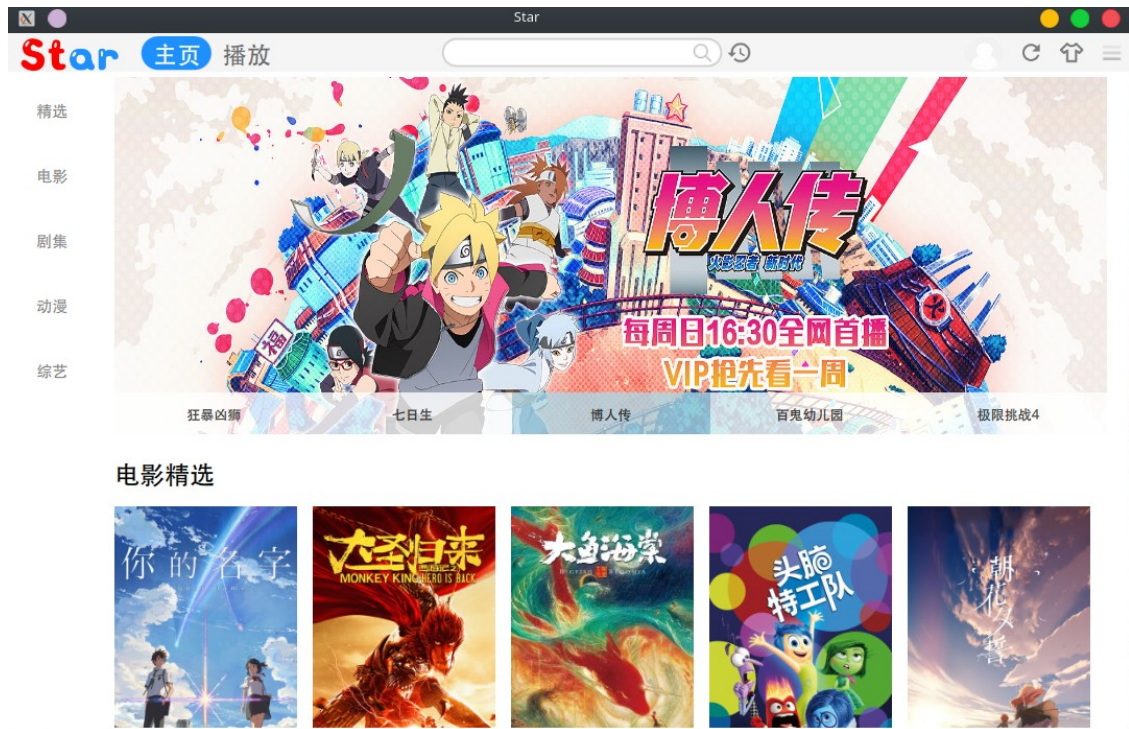 Star
Star
主页
播放
精选
电影
剧集
动漫
综艺
福
博人传
火影忍者 新时代
每周日16:30全网首播
VIP抢先看一周
狂暴凶狮
七日生
博人传
百鬼幼儿园
极限挑战4
电影精选
你的名字
大圣归来
西游记之
MONKEY KING HERO IS BACK
大鱼海棠
头脑
特工队
朝花夕誓